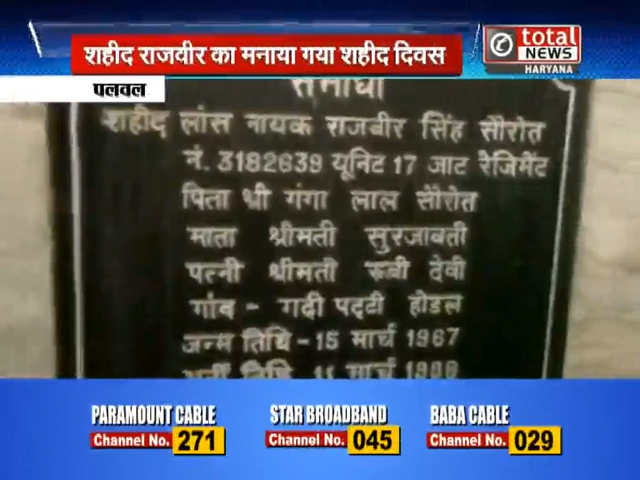 शहीद राजवीर का मनाया गया शहीद दिवस
total
NEWS
HARYANA
पलवल
समाधी
शहीद लांस नायक राजबीर सिंह सौरोत
नं. 3182639 यूनिट 17 जाट रेजिमेंट
पिता श्री गंगा लाल सौरोत
माता श्रीमती सुरजावती
पत्नी श्रीमती रूबी देवी
गांव - गढी पट्टी होडल
जन्म तिथि - 15 मार्च 1967
तिथि 11 मार्च
PARAMOUNT CABLE
Channel No. 271
STAR BROADBAND
Channel No. 045
BABA CABLE
Channel No. 029